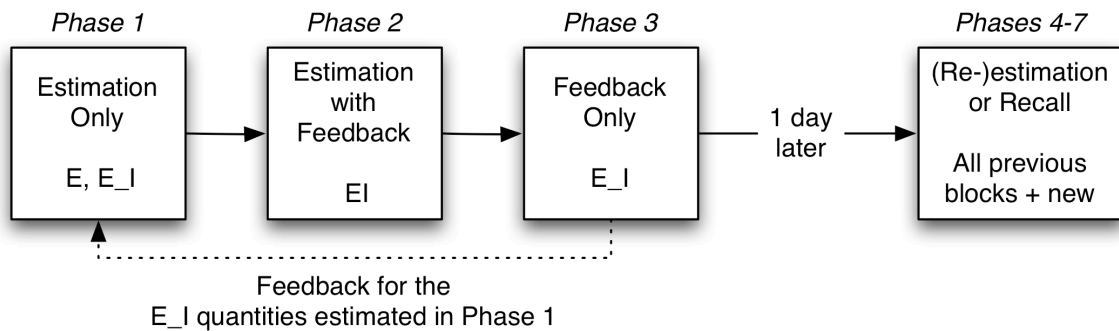 Phase 1
Estimation
Only
E, E_I
Phase 2
Estimation
with
Feedback
EI
Phase 3
Feedback
Only
E_I
1 day
later
Phases 4-7
(Re-)estimation
or Recall
All previous
blocks + new
Feedback for the
E_I quantities estimated in Phase 1